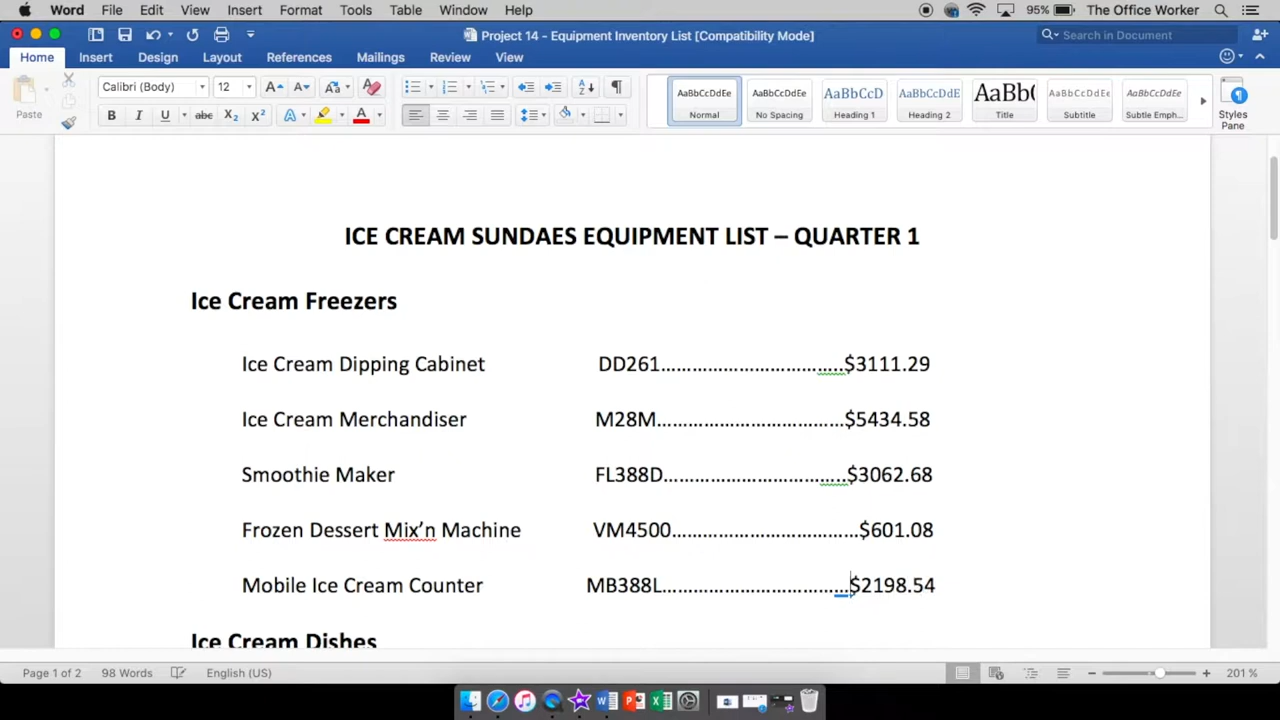 Word File Edit View Insert Format Tools Table Window Help 95% The Office Worker
Project 14 - Equipment Inventory List [Compatibility Mode] Search in Document
Home Insert Design Layout References Mailings Review View
Paste Calibri (Body) 12 AaBbCcDdEe AaBbCcDdEe AaBbCcD AaBbCcDdE AaBb( AaBbCcDdEe AaBbCcDdEe
Normal No Spacing Heading 1 Heading 2 Title Subtitle Subtle Emph... Styles Pane
ICE CREAM SUNDAES EQUIPMENT LIST – QUARTER 1
Ice Cream Freezers
Ice Cream Dipping Cabinet DD261…………………………..…$3111.29
Ice Cream Merchandiser M28M………………………………$5434.58
Smoothie Maker FL388D…………………………..…$3062.68
Frozen Dessert Mix’n Machine VM4500………………………………$601.08
Mobile Ice Cream Counter MB388L………………………………$2198.54
Ice Cream Dishes
Page 1 of 2 98 Words English (US) 201 %